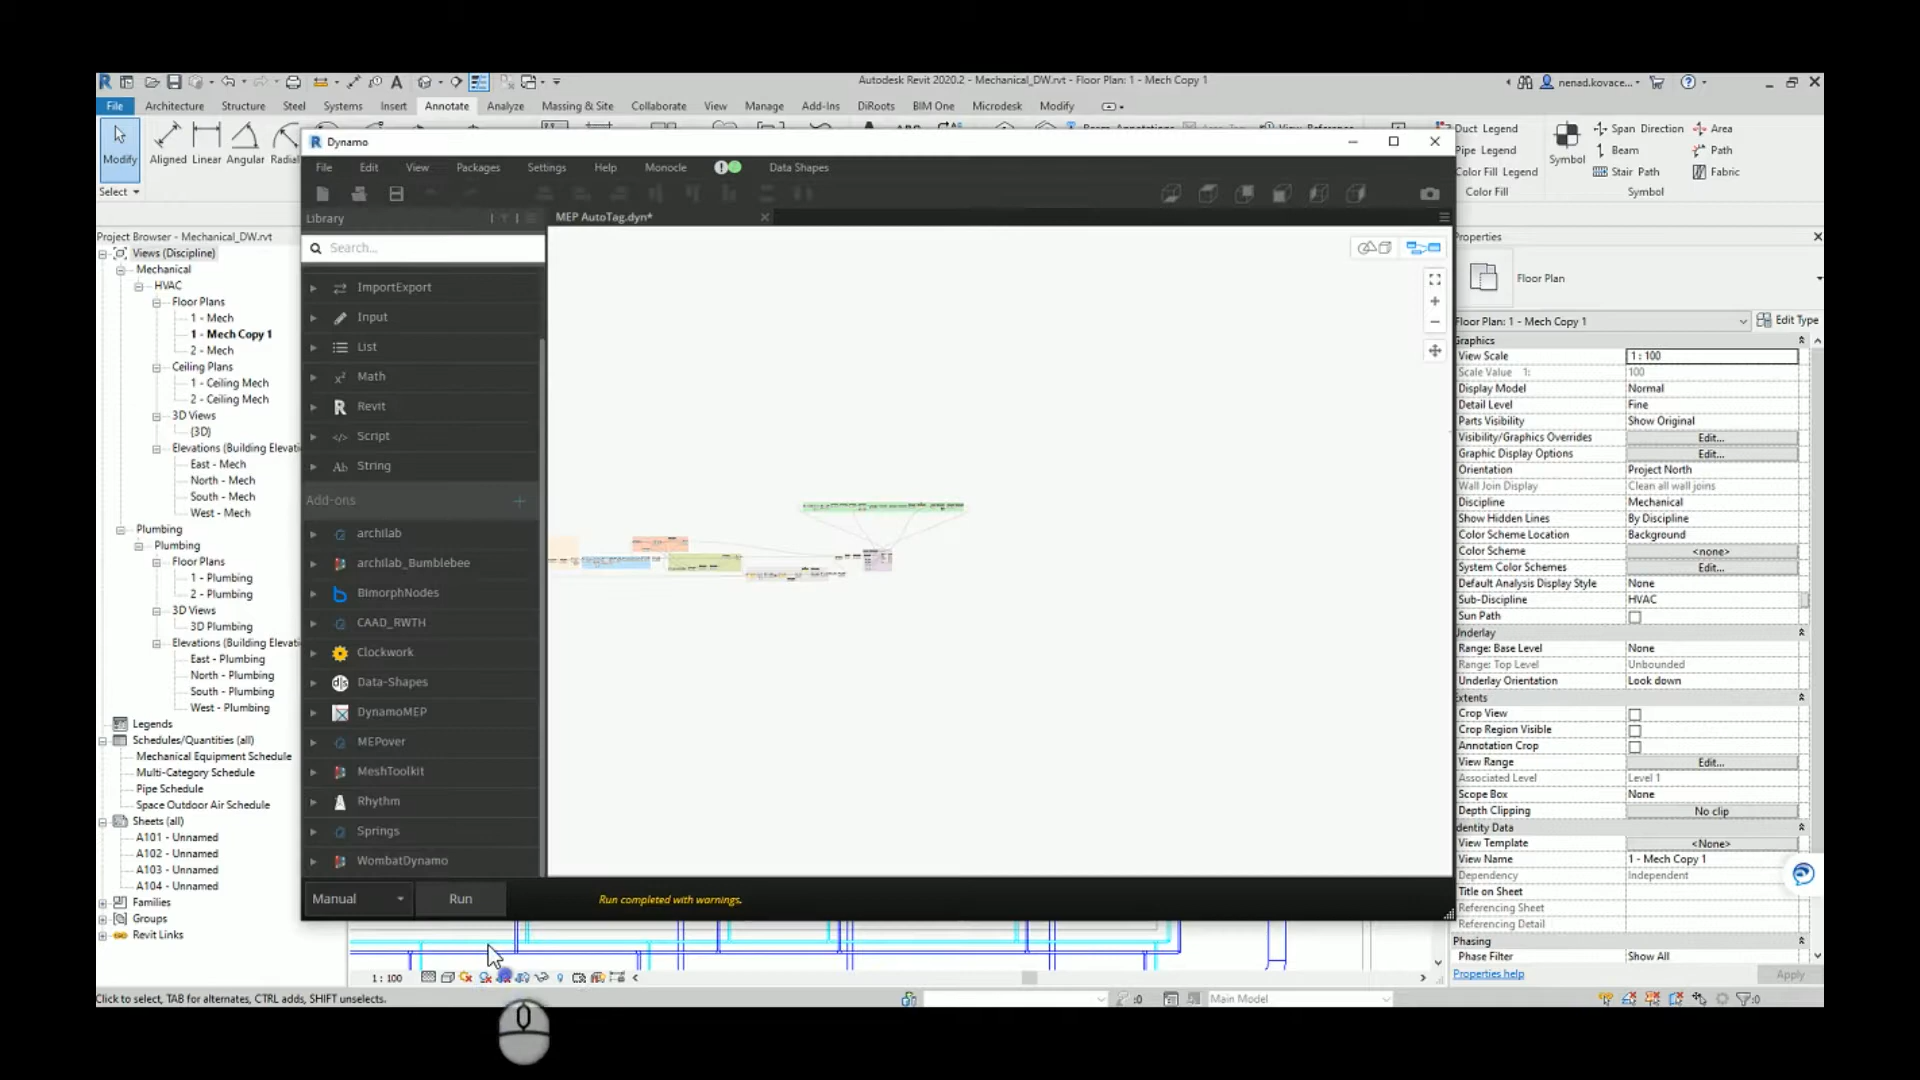 Autodesk Revit 2020.2 - Mechanical_DW.rvt - Floor Plan: 1 - Mech Copy 1
nenad.kovace...
File Architecture Structure Steel Systems Insert Annotate Analyze Massing & Site Collaborate View Manage Add-Ins DiRoots BIM One Microdesk Modify
Modify
Select
Aligned Linear Angular Radial
Duct Legend
Pipe Legend
Color Fill Legend
Color Fill
Symbol
Span Direction
Beam
Stair Path
Area
Path
Fabric
Symbol
Project Browser - Mechanical_DW.rvt
Views (Discipline)
Mechanical
HVAC
Floor Plans
1 - Mech
1 - Mech Copy 1
2 - Mech
Ceiling Plans
1 - Ceiling Mech
2 - Ceiling Mech
3D Views
{3D}
Elevations (Building Elevati
East - Mech
North - Mech
South - Mech
West - Mech
Plumbing
Plumbing
Floor Plans
1 - Plumbing
2 - Plumbing
3D Views
3D Plumbing
Elevations (Building Elevati
East - Plumbing
North - Plumbing
South - Plumbing
West - Plumbing
Legends
Schedules/Quantities (all)
Mechanical Equipment Schedule
Multi-Category Schedule
Pipe Schedule
Space Outdoor Air Schedule
Sheets (all)
A101 - Unnamed
A102 - Unnamed
A103 - Unnamed
A104 - Unnamed
Families
Groups
Revit Links
Dynamo
File Edit View Packages Settings Help Monocle Data Shapes
Library
MEP AutoTag.dyn*
Search...
ImportExport
Input
List
Math
Revit
Script
String
Add-ons
archilab
archilab_Bumblebee
BimorphNodes
CAAD_RWTH
Clockwork
Data-Shapes
DynamoMEP
MEPover
MeshToolkit
Rhythm
Springs
WombatDynamo
Manual Run Run completed with warnings.
Properties
Floor Plan
Floor Plan: 1 - Mech Copy 1 Edit Type
Graphics
View Scale 1 : 100
Scale Value 1: 100
Display Model Normal
Detail Level Fine
Parts Visibility Show Original
Visibility/Graphics Overrides Edit...
Graphic Display Options Edit...
Orientation Project North
Wall Join Display Clean all wall joins
Discipline Mechanical
Show Hidden Lines By Discipline
Color Scheme Location Background
Color Scheme <none>
System Color Schemes Edit...
Default Analysis Display Style None
Sub-Discipline HVAC
Sun Path
Underlay
Range: Base Level None
Range: Top Level Unbounded
Underlay Orientation Look down
Extents
Crop View
Crop Region Visible
Annotation Crop
View Range Edit...
Associated Level Level 1
Scope Box None
Depth Clipping No clip
Identity Data
View Template <None>
View Name 1 - Mech Copy 1
Dependency Independent
Title on Sheet
Referencing Sheet
Referencing Detail
Phasing
Phase Filter Show All
Properties help Apply
1 : 100
Click to select, TAB for alternates, CTRL adds, SHIFT unselects.
:0
Main Model
:0